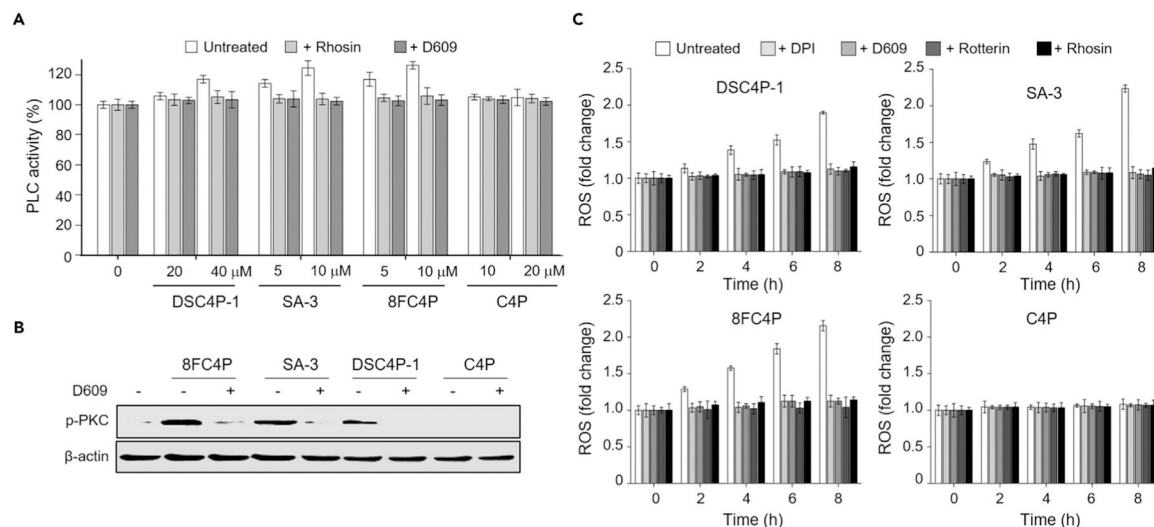 A
Untreated + Rhosin + D609
PLC activity (%)
120
100
80
60
40
20
0
0 20 40 μM 5 10 μM 5 10 μM 10 20 μM
DSC4P-1 SA-3 8FC4P C4P
B
8FC4P SA-3 DSC4P-1 C4P
D609 - - + - + - + - +
p-PKC
β-actin
C
Untreated + DPI + D609 + Rotterin + Rhosin
DSC4P-1
ROS (fold change)
2.5
2.0
1.5
1.0
0.5
0
0 2 4 6 8
Time (h)
SA-3
ROS (fold change)
2.5
2.0
1.5
1.0
0.5
0
0 2 4 6 8
Time (h)
8FC4P
ROS (fold change)
2.5
2.0
1.5
1.0
0.5
0
0 2 4 6 8
Time (h)
C4P
ROS (fold change)
2.5
2.0
1.5
1.0
0.5
0
0 2 4 6 8
Time (h)